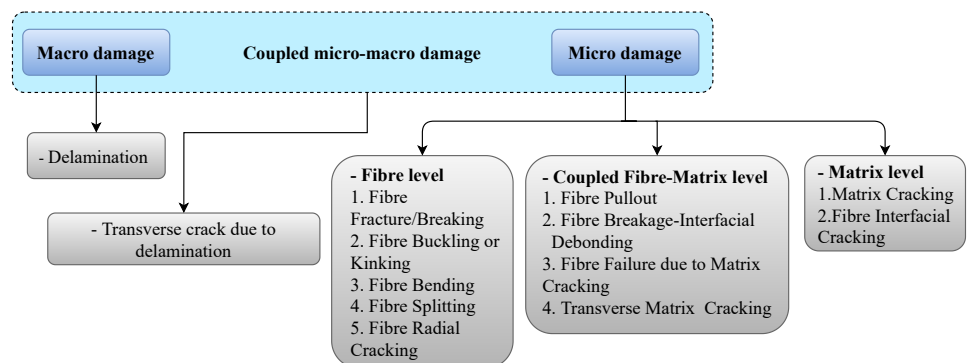 Macro damage
Coupled micro-macro damage
Micro damage
- Delamination
- Transverse crack due to
delamination
- Fibre level
1. Fibre
Fracture/Breaking
2. Fibre Buckling or
Kinking
3. Fibre Bending
4. Fibre Splitting
5. Fibre Radial
Cracking
- Coupled Fibre-Matrix level
1. Fibre Pullout
2. Fibre Breakage-Interfacial
Debonding
3. Fibre Failure due to Matrix
Cracking
4. Transverse Matrix Cracking
- Matrix level
1.Matrix Cracking
2.Fibre Interfacial
Cracking